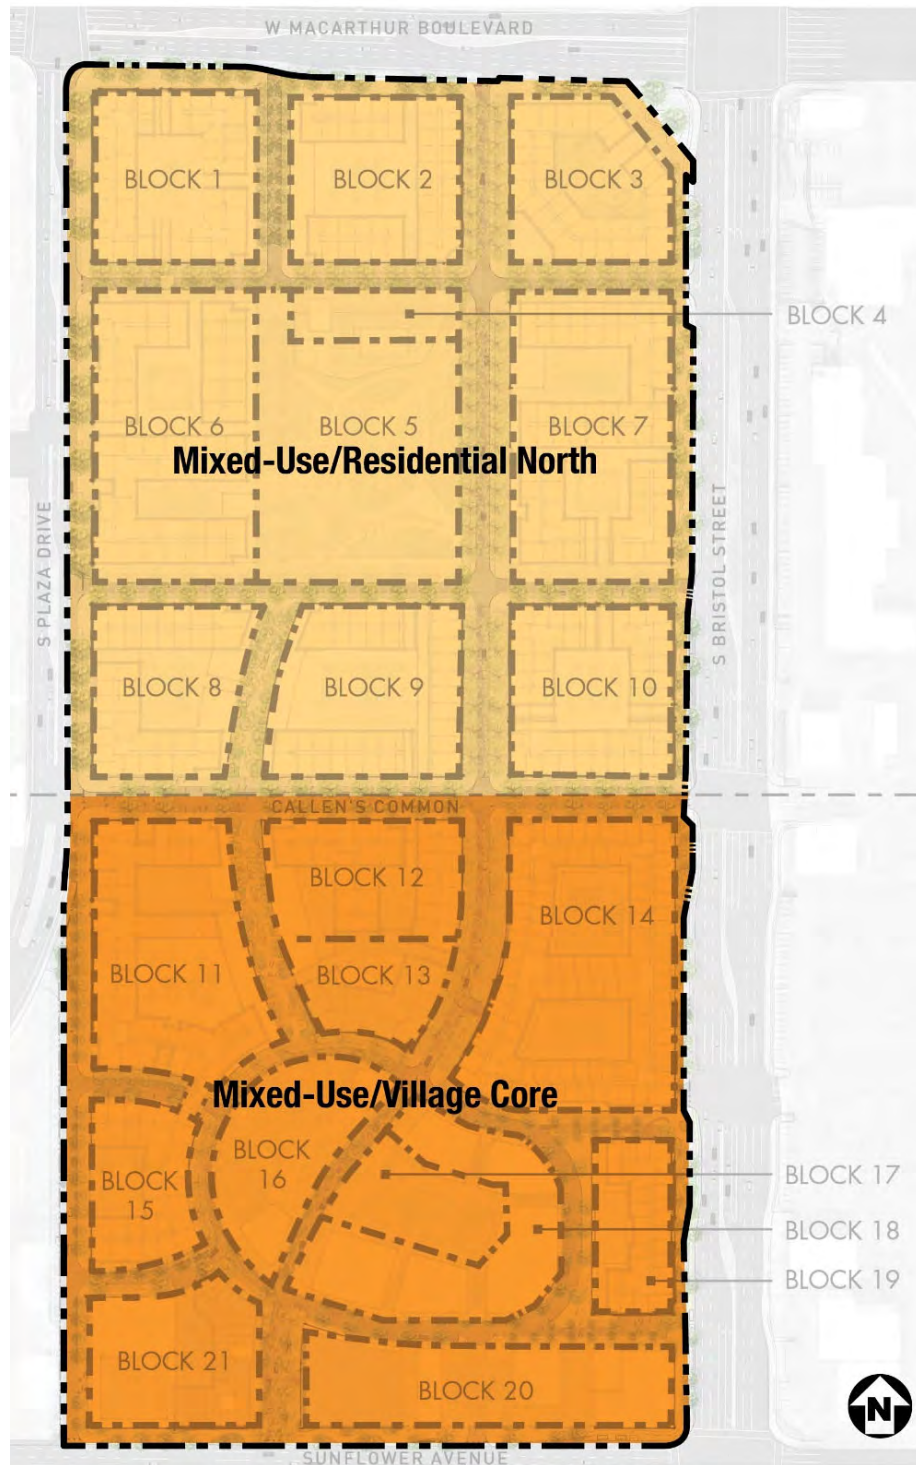 W MACARTHUR BOULEVARD
BLOCK 1
BLOCK 2
BLOCK 3
BLOCK 4
BLOCK 6
BLOCK 5
BLOCK 7
Mixed-Use/Residential North
S PLAZA DRIVE
S BRISTOL STREET
BLOCK 8
BLOCK 9
BLOCK 10
CALLEN'S COMMON
BLOCK 12
BLOCK 14
BLOCK 11
BLOCK 13
Mixed-Use/Village Core
BLOCK
16
BLOCK
15
BLOCK 17
BLOCK 18
BLOCK 19
BLOCK 21
BLOCK 20
N
SUNFLOWER AVENUE